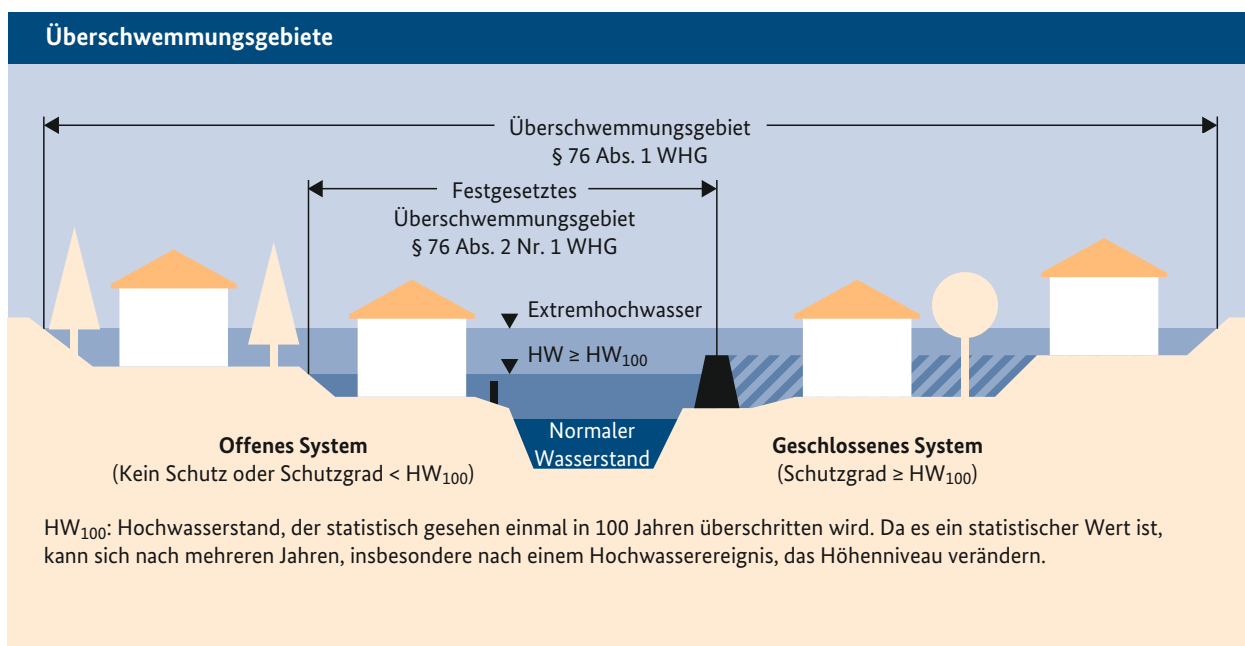 Überschwemmungsgebiete
Überschwemmungsgebiet
§ 76 Abs. 1 WHG
Festgesetztes
Überschwemmungsgebiet
§ 76 Abs. 2 Nr. 1 WHG
Extremhochwasser
HW ≥ HW₁₀₀
Normaler
Wasserstand
Offenes System
(Kein Schutz oder Schutzgrad < HW₁₀₀)
Geschlossenes System
(Schutzgrad ≥ HW₁₀₀)
HW₁₀₀: Hochwasserstand, der statistisch gesehen einmal in 100 Jahren überschritten wird. Da es ein statistischer Wert ist,
kann sich nach mehreren Jahren, insbesondere nach einem Hochwasserereignis, das Höhenniveau verändern.